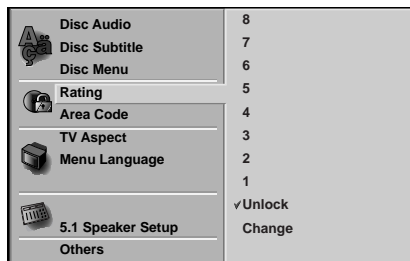 Disc Audio
Disc Subtitle
Disc Menu
Rating
Area Code
TV Aspect
Menu Language
5.1 Speaker Setup
Others
8
7
6
5
4
3
2
1
✓Unlock
Change